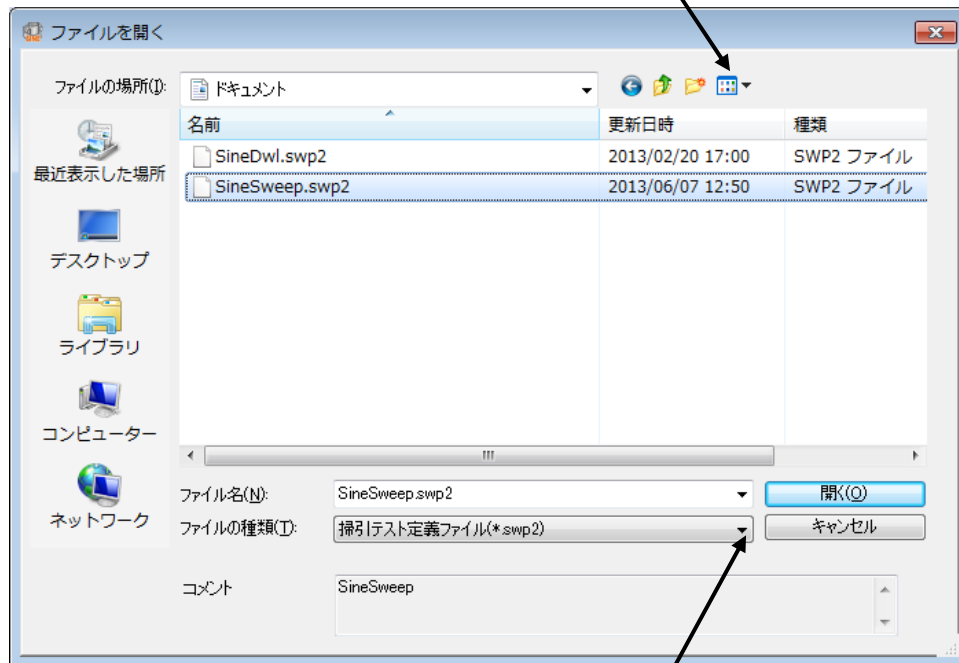 ファイルを開く
ファイルの場所(I):
ドキュメント
名前 更新日時 種類
SineDwl.swp2 2013/02/20 17:00 SWP2 ファイル
SineSweep.swp2 2013/06/07 12:50 SWP2 ファイル
最近表示した場所
デスクトップ
ライブラリ
コンピューター
ネットワーク
ファイル名(N): SineSweep.swp2 開く(O)
ファイルの種類(T): 掃引テスト定義ファイル(*.swp2) キャンセル
コメント SineSweep